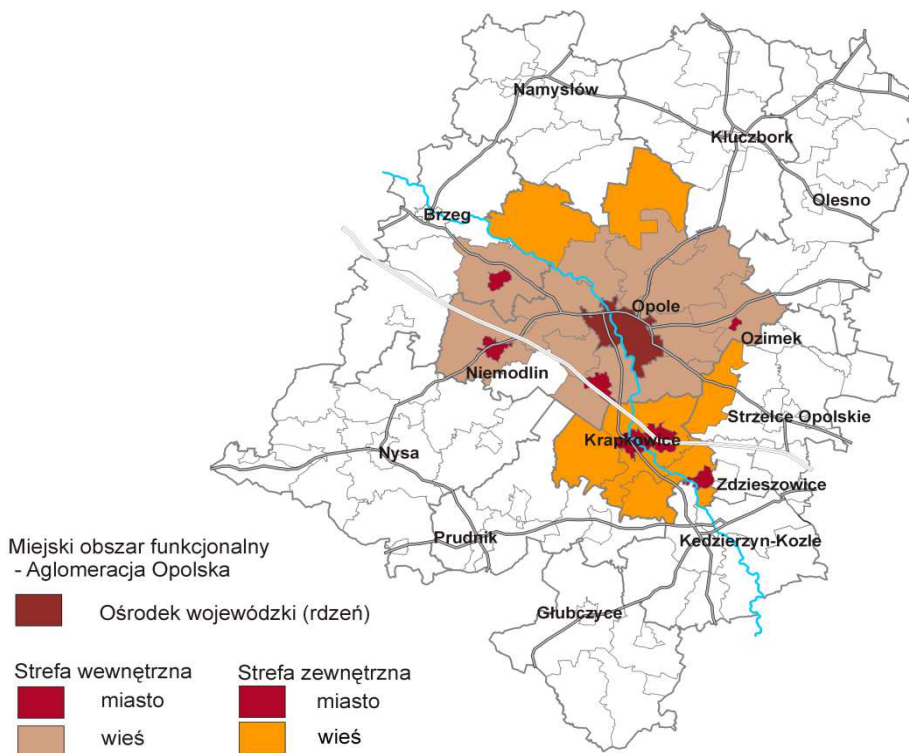 Namysłów
Kluczbork
Olesno
Brzeg
Opole
Ozimek
Niemodlin
Strzelce Opolskie
Krapkowice
Nysa
Zdzieszowice
Prudnik
Kędzierzyn-Kozle
Głubczyce
Miejski obszar funkcjonalny
- Aglomeracja Opolska
Ośrodek wojewódzki (rdzeń)
Strefa wewnętrzna
miasto
wieś
Strefa zewnętrzna
miasto
wieś